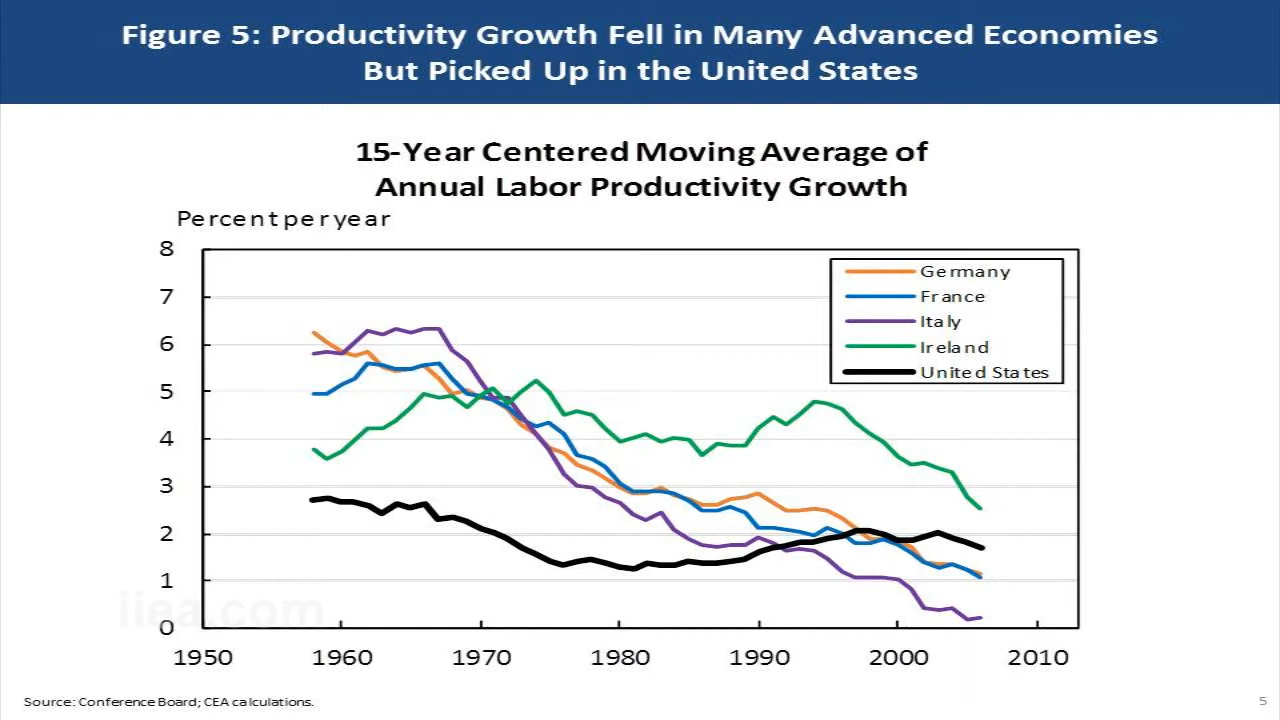 Figure 5: Productivity Growth Fell in Many Advanced Economies
But Picked Up in the United States
15-Year Centered Moving Average of
Annual Labor Productivity Growth
Percent per year
8
7
6
5
4
3
2
1
0
1950 1960 1970 1980 1990 2000 2010
Germany
France
Italy
Ireland
United States
iiea.com
Source: Conference Board; CEA calculations.
5